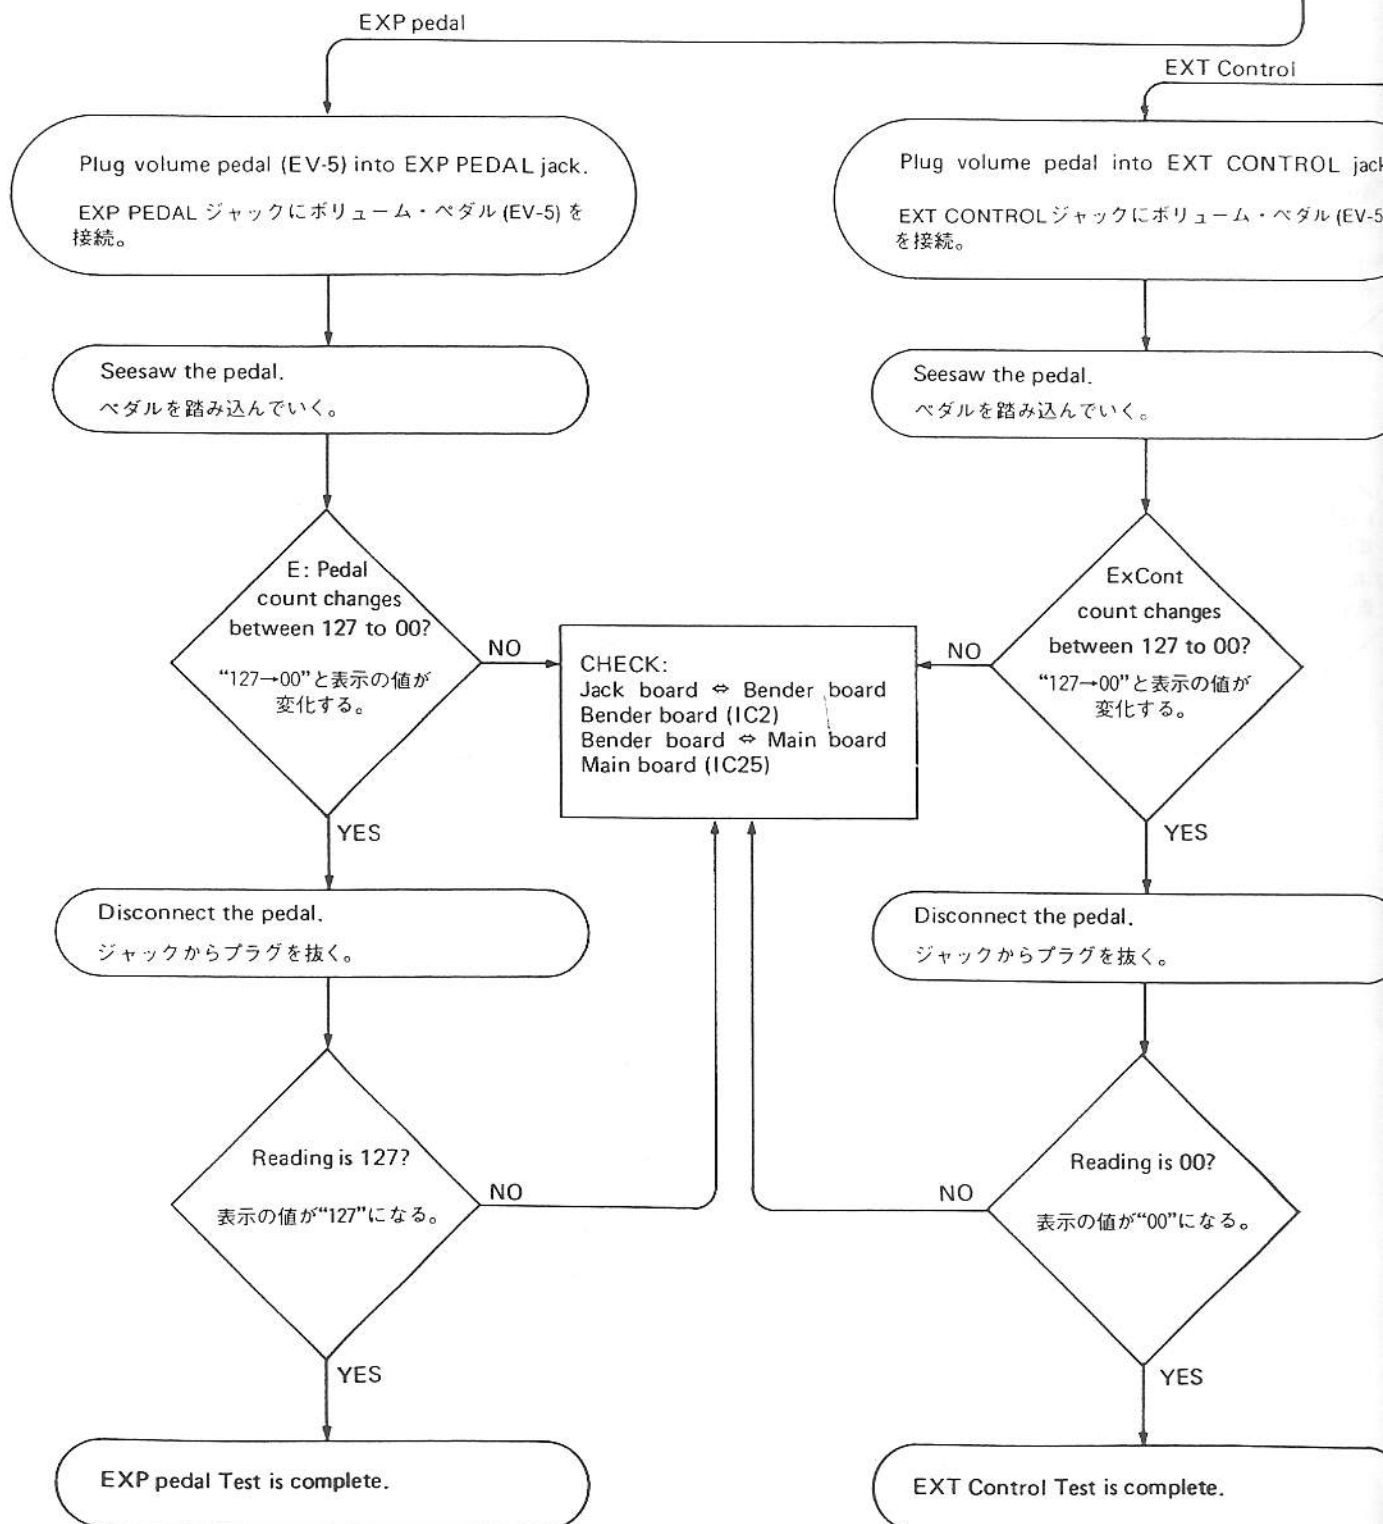 EXP pedal
Plug volume pedal (EV-5) into EXP PEDAL jack.
EXP PEDAL ジャックにボリューム・ペダル (EV-5) を
接続。
Seesaw the pedal.
ペダルを踏み込んでいく。
E: Pedal
count changes
between 127 to 00?
“127→00”と表示の値が
変化する。
NO
YES
Disconnect the pedal.
ジャックからプラグを抜く。
Reading is 127?
表示の値が“127”になる。
NO
YES
EXP pedal Test is complete.
CHECK:
Jack board ⇔ Bender board
Bender board (IC2)
Bender board ⇔ Main board
Main board (IC25)
EXT Control
Plug volume pedal into EXT CONTROL jack
EXT CONTROL ジャックにボリューム・ペダル (EV-5
を接続。
Seesaw the pedal.
ペダルを踏み込んでいく。
ExCont
count changes
between 127 to 00?
“127→00”と表示の値が
変化する。
NO
YES
Disconnect the pedal.
ジャックからプラグを抜く。
Reading is 00?
表示の値が“00”になる。
NO
YES
EXT Control Test is complete.